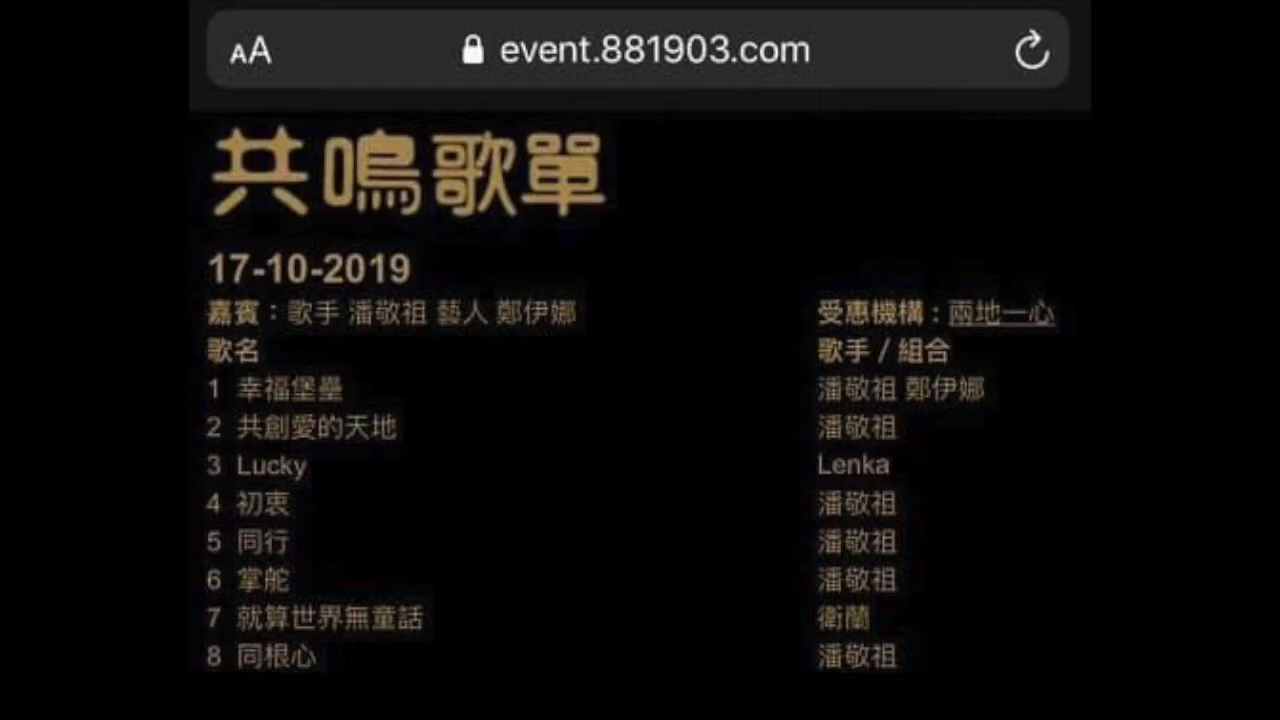 AA event.881903.com
共鳴歌單
17-10-2019
嘉賓：歌手 潘敬祖 藝人 鄭伊娜 受惠機構：兩地一心
歌名 歌手 / 組合
1 幸福堡壘 潘敬祖 鄭伊娜
2 共創愛的天地 潘敬祖
3 Lucky Lenka
4 初衷 潘敬祖
5 同行 潘敬祖
6 掌舵 潘敬祖
7 就算世界無童話 衛蘭
8 同根心 潘敬祖